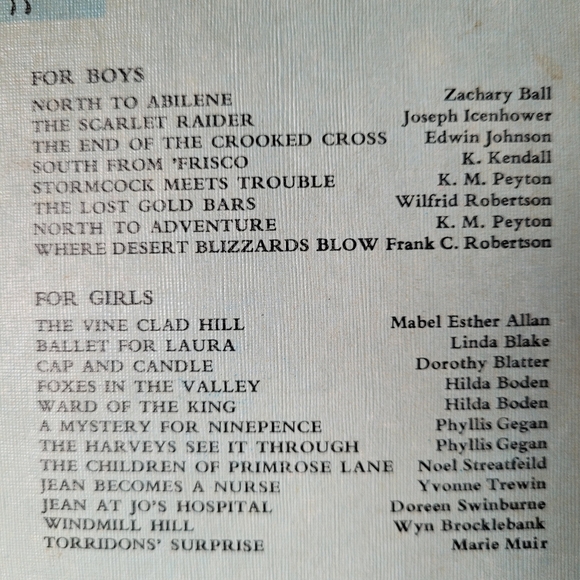 FOR BOYS
NORTH TO ABILENE Zachary Ball
THE SCARLET RAIDER Joseph Icenhower
THE END OF THE CROOKED CROSS Edwin Johnson
SOUTH FROM 'FRISCO K. Kendall
STORMCOCK MEETS TROUBLE K. M. Peyton
THE LOST GOLD BARS Wilfrid Robertson
NORTH TO ADVENTURE K. M. Peyton
WHERE DESERT BLIZZARDS BLOW Frank C. Robertson
FOR GIRLS
THE VINE CLAD HILL Mabel Esther Allan
BALLET FOR LAURA Linda Blake
CAP AND CANDLE Dorothy Blatter
FOXES IN THE VALLEY Hilda Boden
WARD OF THE KING Hilda Boden
A MYSTERY FOR NINEPENCE Phyllis Gegan
THE HARVEYS SEE IT THROUGH Phyllis Gegan
THE CHILDREN OF PRIMROSE LANE Noel Streatfeild
JEAN BECOMES A NURSE Yvonne Trewin
JEAN AT JO'S HOSPITAL Doreen Swinburne
WINDMILL HILL Wyn Brocklebank
TORRIDONS' SURPRISE Marie Muir